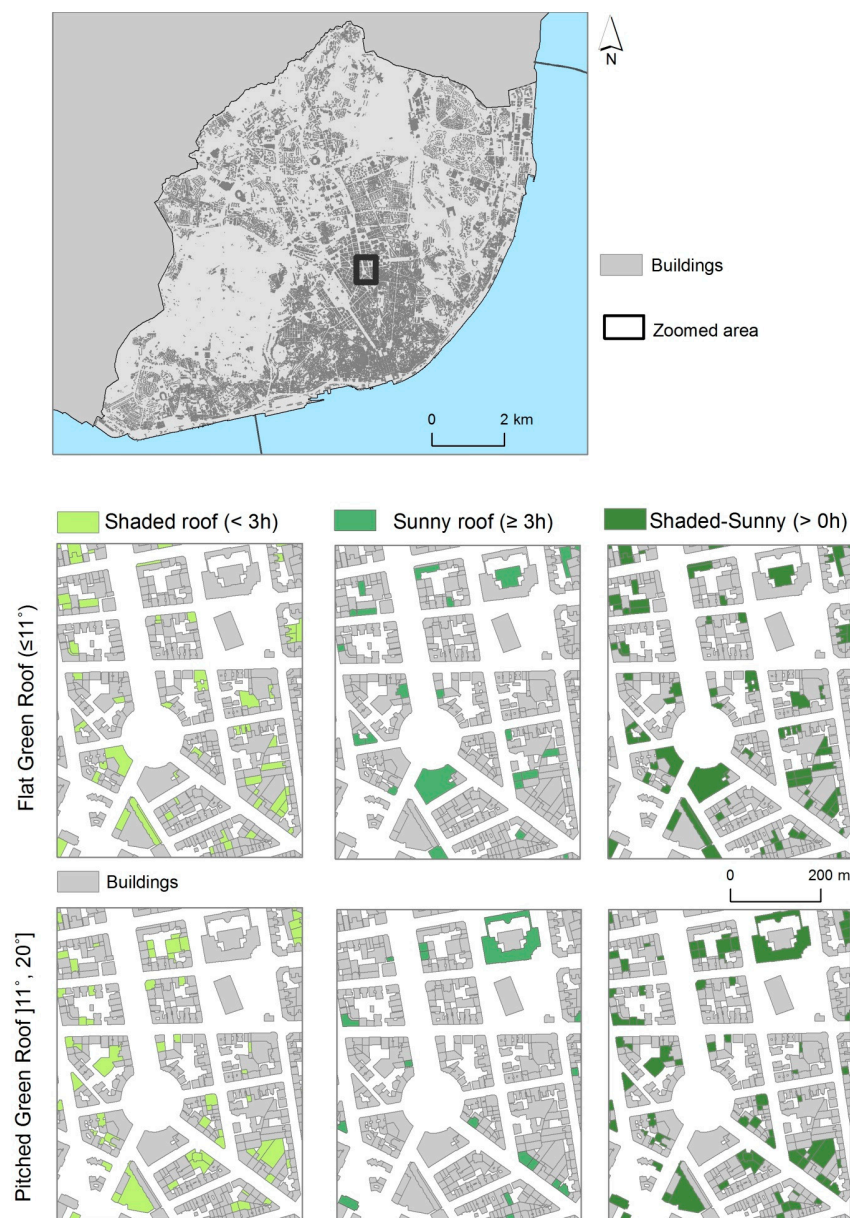 N
Buildings
Zoomed area
0 2 km
Shaded roof (< 3h)
Sunny roof (≥ 3h)
Shaded-Sunny (> 0h)
Flat Green Roof (≤11˚)
Buildings
0 200 m
Pitched Green Roof ]11˚, 20˚]